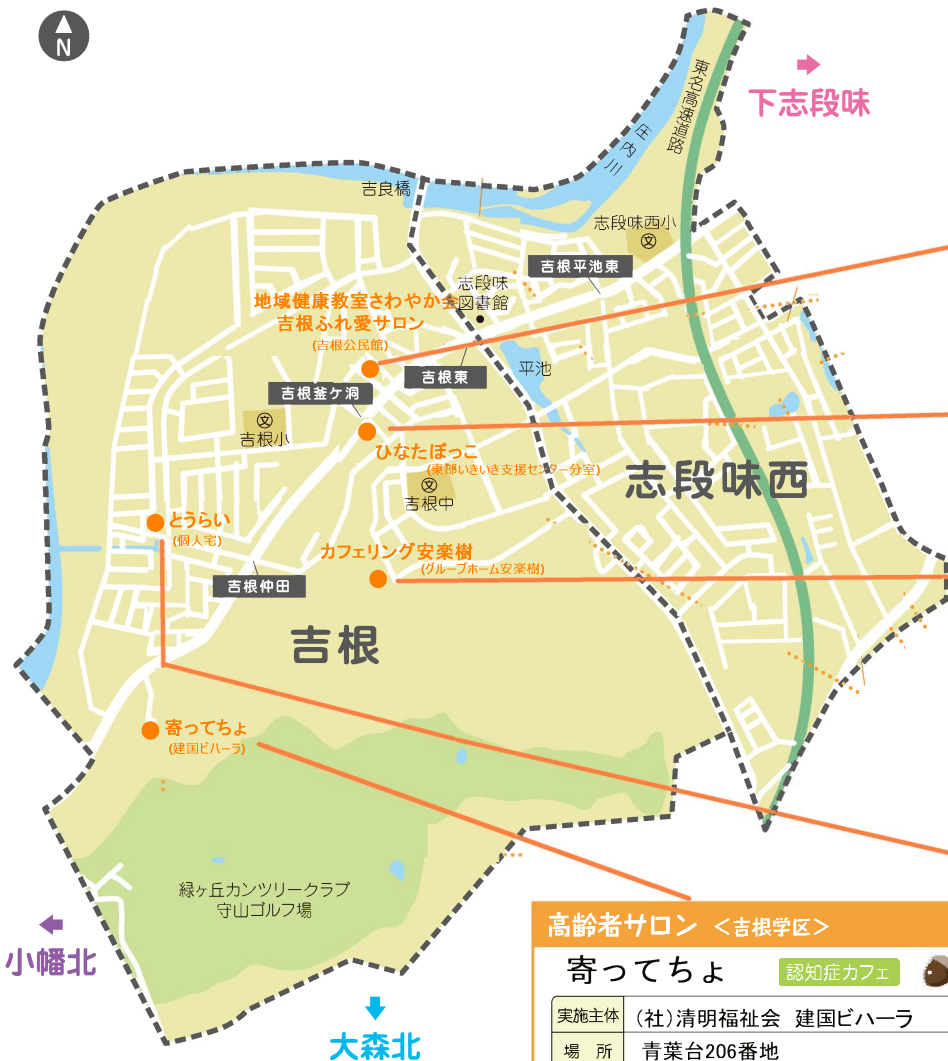 N
下志段味
東名高速道路
庄内川
吉良橋
志段味西小
文
吉根平池東
志段味
図書館
地域健康教室さわやか会
吉根ふれ愛サロン
(吉根公民館)
吉根東
平池
吉根釜ケ洞
文
吉根小
ひなたぼっこ
(東部いきいき支援センター分室)
文
吉根中
志段味西
とうらい
(個人宅)
カフェリング安楽樹
(グループホーム安楽樹)
吉根仲田
吉根
寄ってちょ
(建国ビハーラ)
緑ヶ丘カンツリークラブ
守山ゴルフ場
小幡北
大森北
高齢者サロン <吉根学区>
寄ってちょ 認知症カフェ
実施主体 (社)清明福祉会 建国ビハーラ
場 所 青葉台206番地